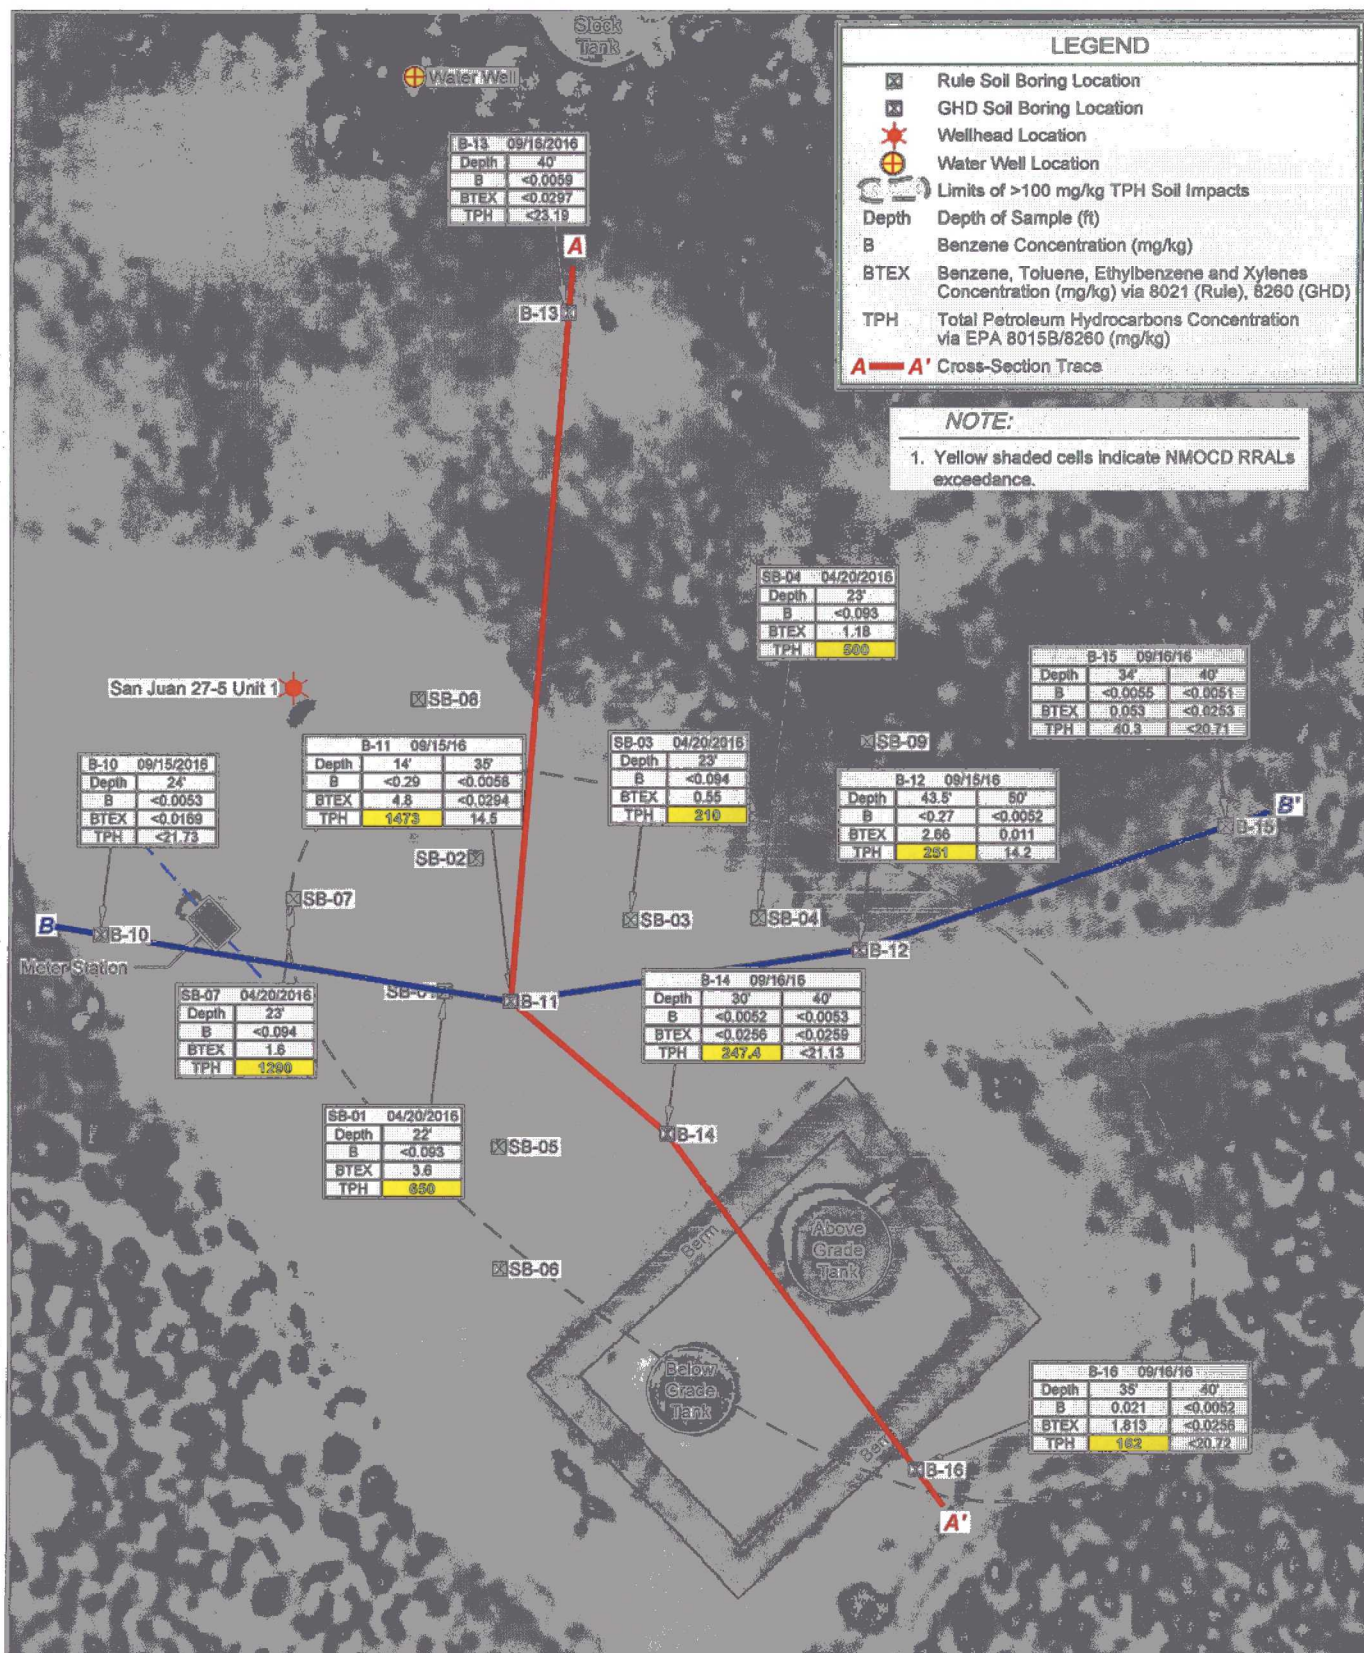 Stock
Tank
Water Well
LEGEND
Rule Soil Boring Location
GHD Soil Boring Location
Wellhead Location
Water Well Location
Limits of >100 mg/kg TPH Soil Impacts
Depth Depth of Sample (ft)
B Benzene Concentration (mg/kg)
BTEX Benzene, Toluene, Ethylbenzene and Xylenes
Concentration (mg/kg) via 8021 (Rule), 8260 (GHD)
TPH Total Petroleum Hydrocarbons Concentration
via EPA 8015B/8260 (mg/kg)
A A' Cross-Section Trace
NOTE:
1. Yellow shaded cells indicate NMOCD RRALs
exceedance.
B-13 09/16/2016
Depth 40'
B <0.0059
BTEX <0.0297
TPH <23.19
A
B-13
SB-04 04/20/2016
Depth 23'
B <0.093
BTEX 1.18
TPH 500
B-15 09/16/16
Depth 34' 40'
B <0.0055 <0.0051
BTEX 0.053 <0.0253
TPH 40.3 <20.71
San Juan 27-5 Unit 1
SB-08
SB-09
B-10 09/15/2016
Depth 24'
B <0.0053
BTEX <0.0169
TPH <21.73
B-11 09/15/16
Depth 14' 35'
B <0.29 <0.0058
BTEX 4.8 <0.0294
TPH 1473 14.5
SB-03 04/20/2016
Depth 23'
B <0.094
BTEX 0.55
TPH 210
B-12 09/15/16
Depth 43.5' 50'
B <0.27 <0.0052
BTEX 2.66 0.011
TPH 251 14.2
B'
B-15
SB-02
SB-07
SB-03
SB-04
B
B-10
B-12
Meter Station
SB-07 04/20/2016
Depth 23'
B <0.094
BTEX 1.6
TPH 1290
B-11
B-14 09/16/16
Depth 30' 40'
B <0.0052 <0.0053
BTEX <0.0256 <0.0259
TPH 247.4 <21.13
SB-01 04/20/2016
Depth 22'
B <0.093
BTEX 3.6
TPH 650
B-14
SB-05
Berm
Above
Grade
Tank
SB-06
Below
Grade
Tank
B-16 09/16/16
Depth 35' 40'
B 0.021 <0.0052
BTEX 1.813 <0.0256
TPH 162 <20.72
Berm
B-16
A'